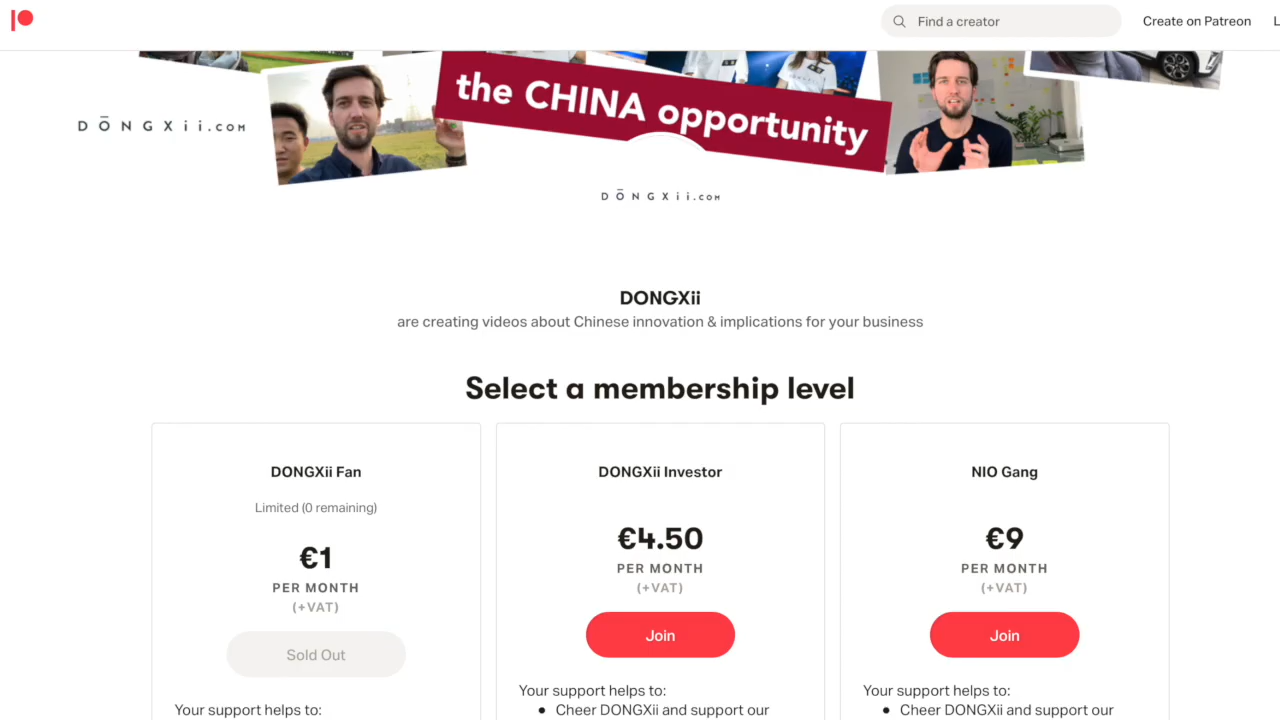 Find a creator
Create on Patreon
L
the CHINA opportunity
DŌNGXii.COM
DŌNGXii.COM
DONGXii
are creating videos about Chinese innovation & implications for your business
Select a membership level
DONGXii Fan
Limited (0 remaining)
€1
PER MONTH
(+VAT)
Sold Out
Your support helps to:
DONGXii Investor
€4.50
PER MONTH
(+VAT)
Join
Your support helps to:
• Cheer DONGXii and support our
NIO Gang
€9
PER MONTH
(+VAT)
Join
Your support helps to:
• Cheer DONGXii and support our